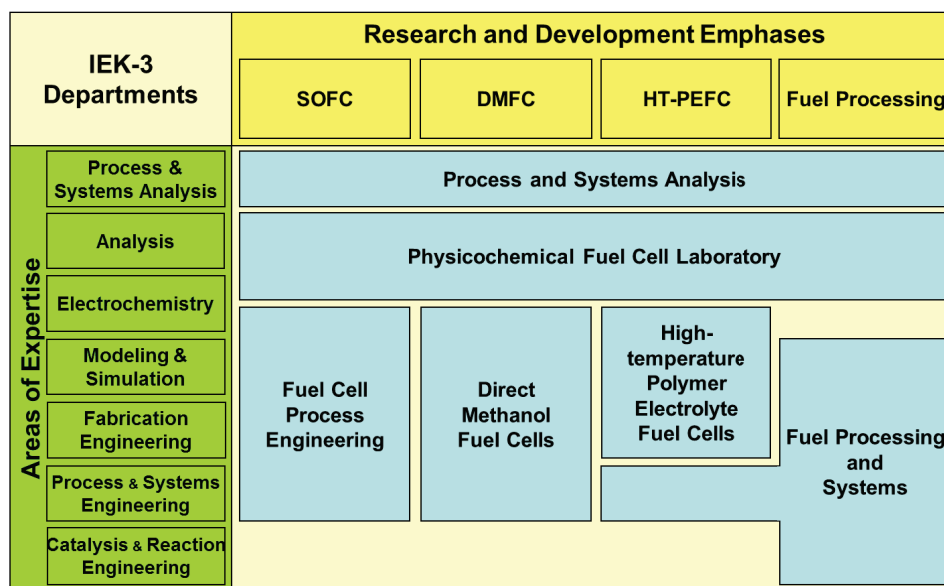 IEK-3
Departments
Research and Development Emphases
SOFC
DMFC
HT-PEFC
Fuel Processing
Areas of Expertise
Process &
Systems Analysis
Analysis
Electrochemistry
Modeling &
Simulation
Fabrication
Engineering
Process & Systems
Engineering
Catalysis & Reaction
Engineering
Process and Systems Analysis
Physicochemical Fuel Cell Laboratory
Fuel Cell
Process
Engineering
Direct
Methanol
Fuel Cells
High-
temperature
Polymer
Electrolyte
Fuel Cells
Fuel Processing
and
Systems